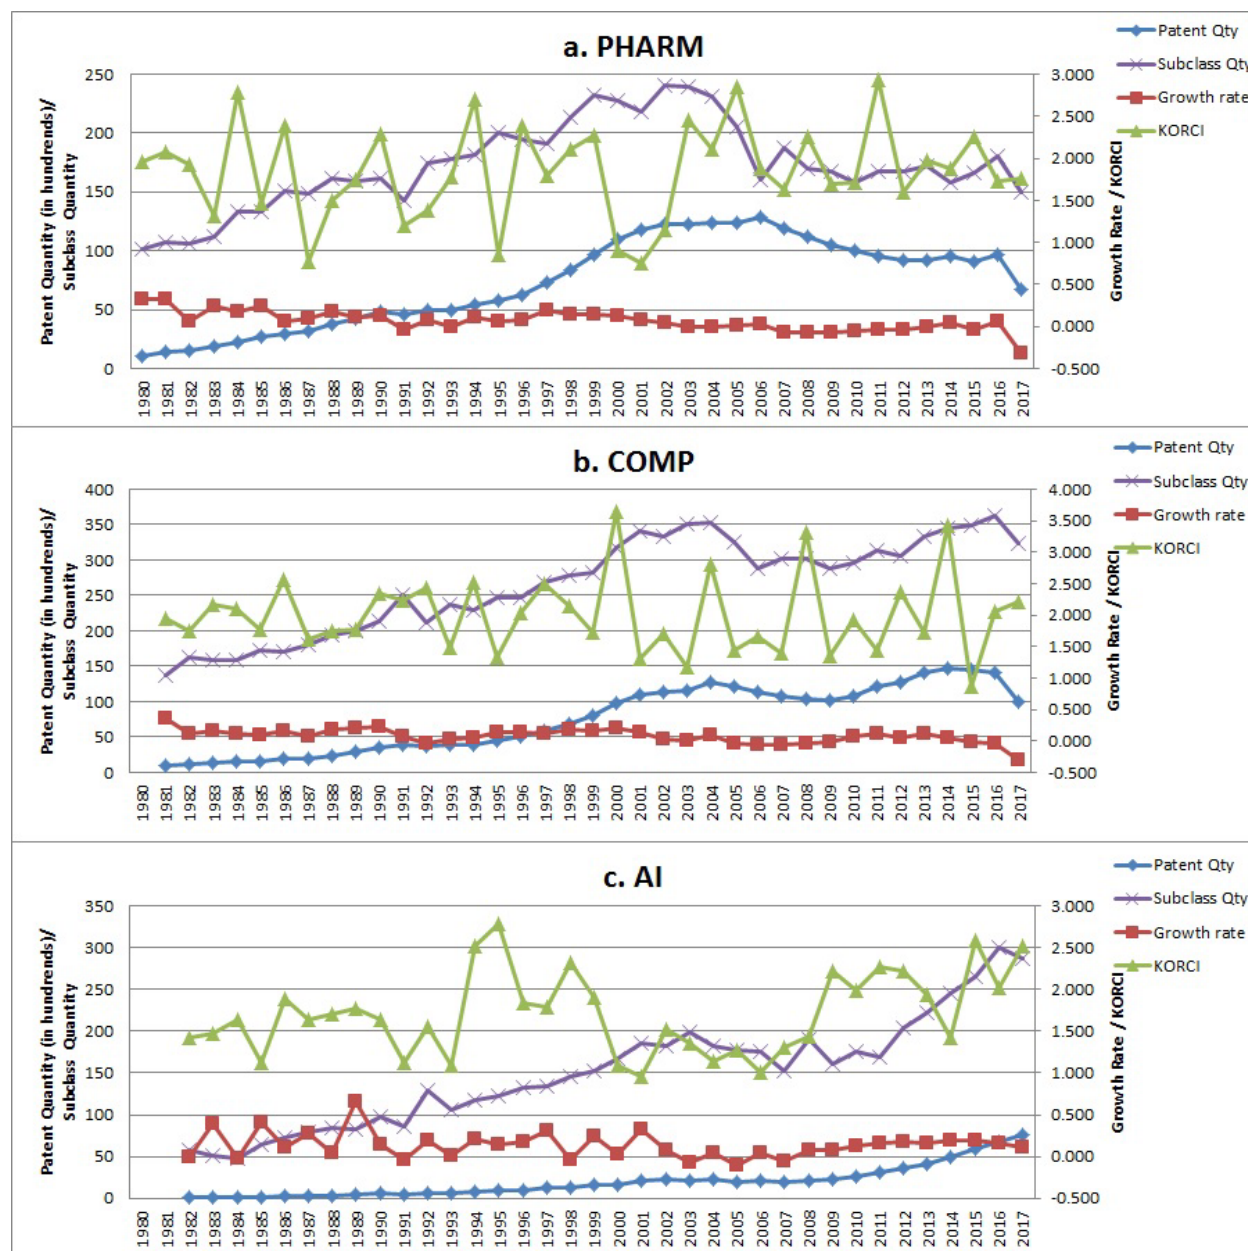 a. PHARM
Patent Qty
Subclass Qty
Growth rate
KORCI
Patent Quantity (in hundrends)/
Subclass Quantity
250
200
150
100
50
0
3.000
2.500
2.000
1.500
1.000
0.500
0.000
-0.500
Growth Rate / KORCI
1980 1981 1982 1983 1984 1985 1986 1987 1988 1989 1990 1991 1992 1993 1994 1995 1996 1997 1998 1999 2000 2001 2002 2003 2004 2005 2006 2007 2008 2009 2010 2011 2012 2013 2014 2015 2016 2017
b. COMP
Patent Qty
Subclass Qty
Growth rate
KORCI
Patent Quantity (in hundrends)/
Subclass Quantity
400
350
300
250
200
150
100
50
0
4.000
3.500
3.000
2.500
2.000
1.500
1.000
0.500
0.000
-0.500
Growth Rate / KORCI
1980 1981 1982 1983 1984 1985 1986 1987 1988 1989 1990 1991 1992 1993 1994 1995 1996 1997 1998 1999 2000 2001 2002 2003 2004 2005 2006 2007 2008 2009 2010 2011 2012 2013 2014 2015 2016 2017
c. AI
Patent Qty
Subclass Qty
Growth rate
KORCI
Patent Quantity (in hundrends)/
Subclass Quantity
350
300
250
200
150
100
50
0
3.000
2.500
2.000
1.500
1.000
0.500
0.000
-0.500
Growth Rate / KORCI
1980 1981 1982 1983 1984 1985 1986 1987 1988 1989 1990 1991 1992 1993 1994 1995 1996 1997 1998 1999 2000 2001 2002 2003 2004 2005 2006 2007 2008 2009 2010 2011 2012 2013 2014 2015 2016 2017